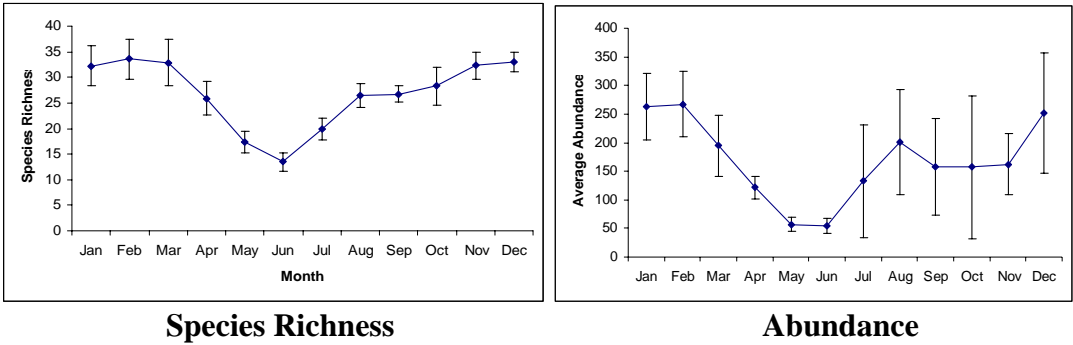 40
35
30
25
20
15
10
5
0
Species Richness
Jan Feb Mar Apr May Jun Jul Aug Sep Oct Nov Dec
Month
Species Richness
400
350
300
250
200
150
100
50
0
Average Abundance
Jan Feb Mar Apr May Jun Jul Aug Sep Oct Nov Dec
Abundance